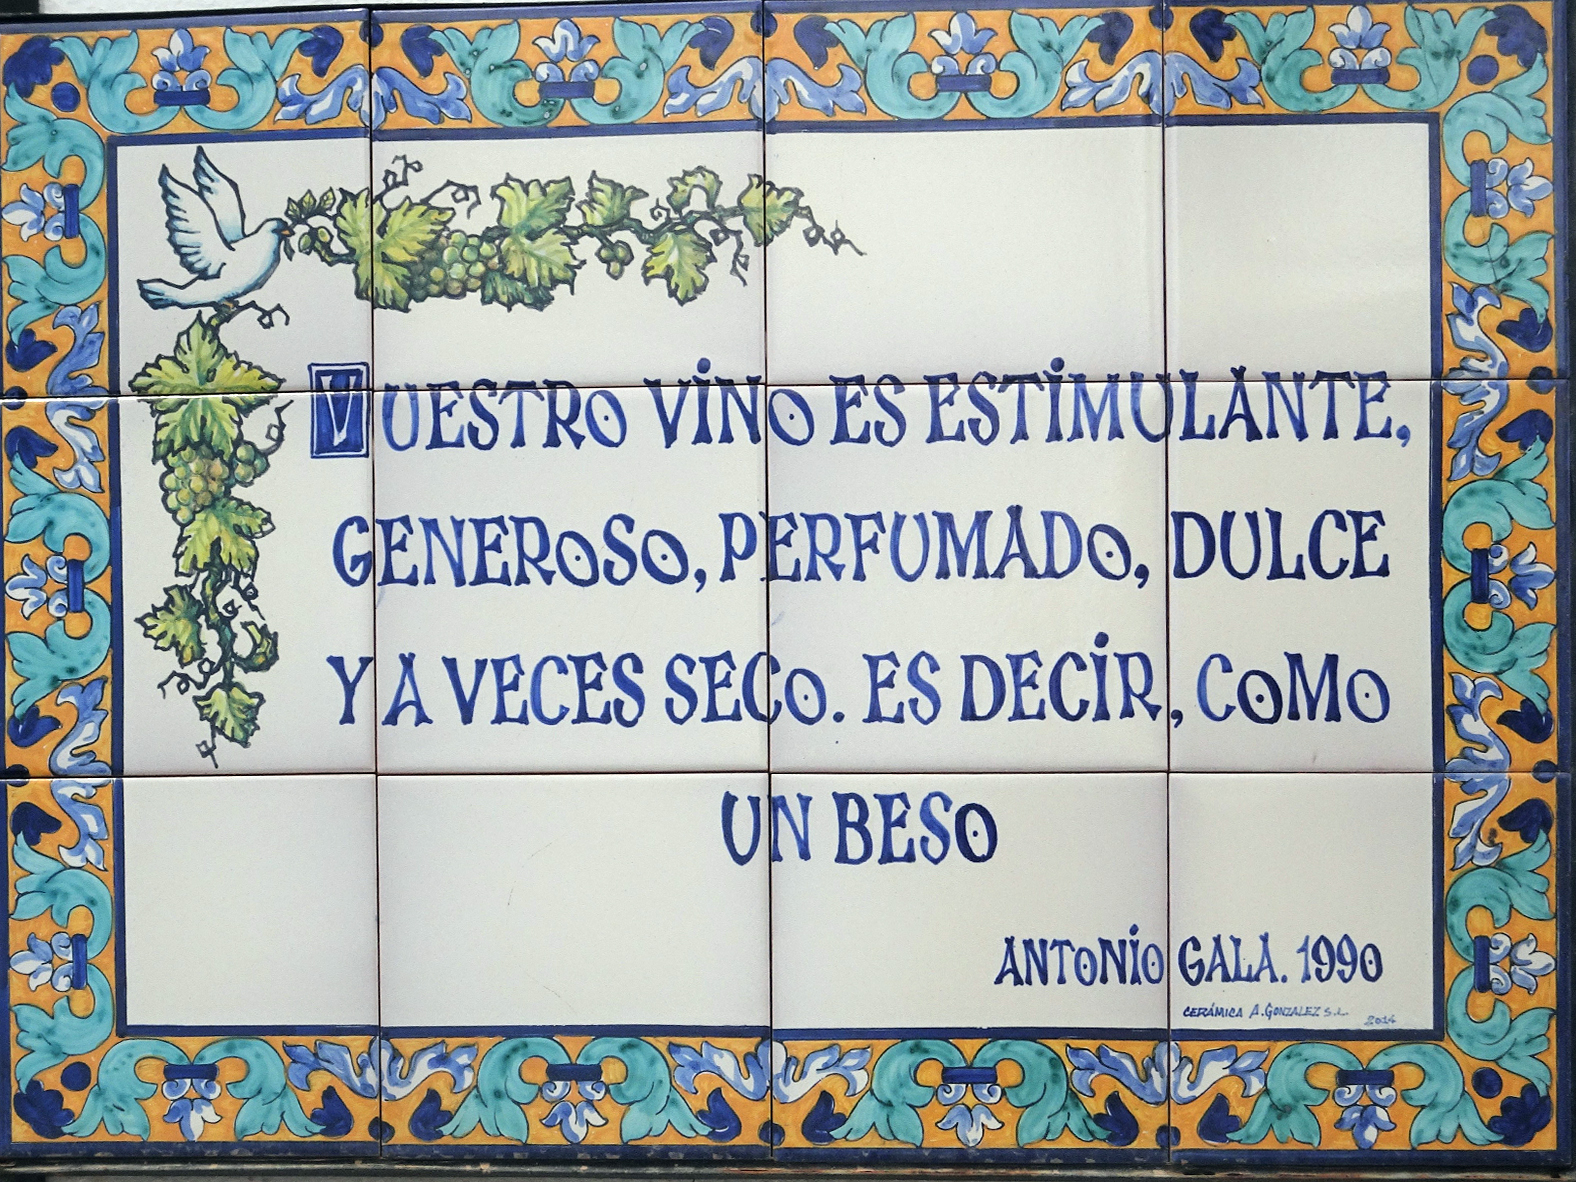 VUESTRO VINO ES ESTIMULANTE,
GENEROSO, PERFUMADO, DULCE
Y A VECES SECO. ES DECIR, COMO
UN BESO
ANTONIO GALA. 1990
CERÁMICA A. GONZALEZ S.L.